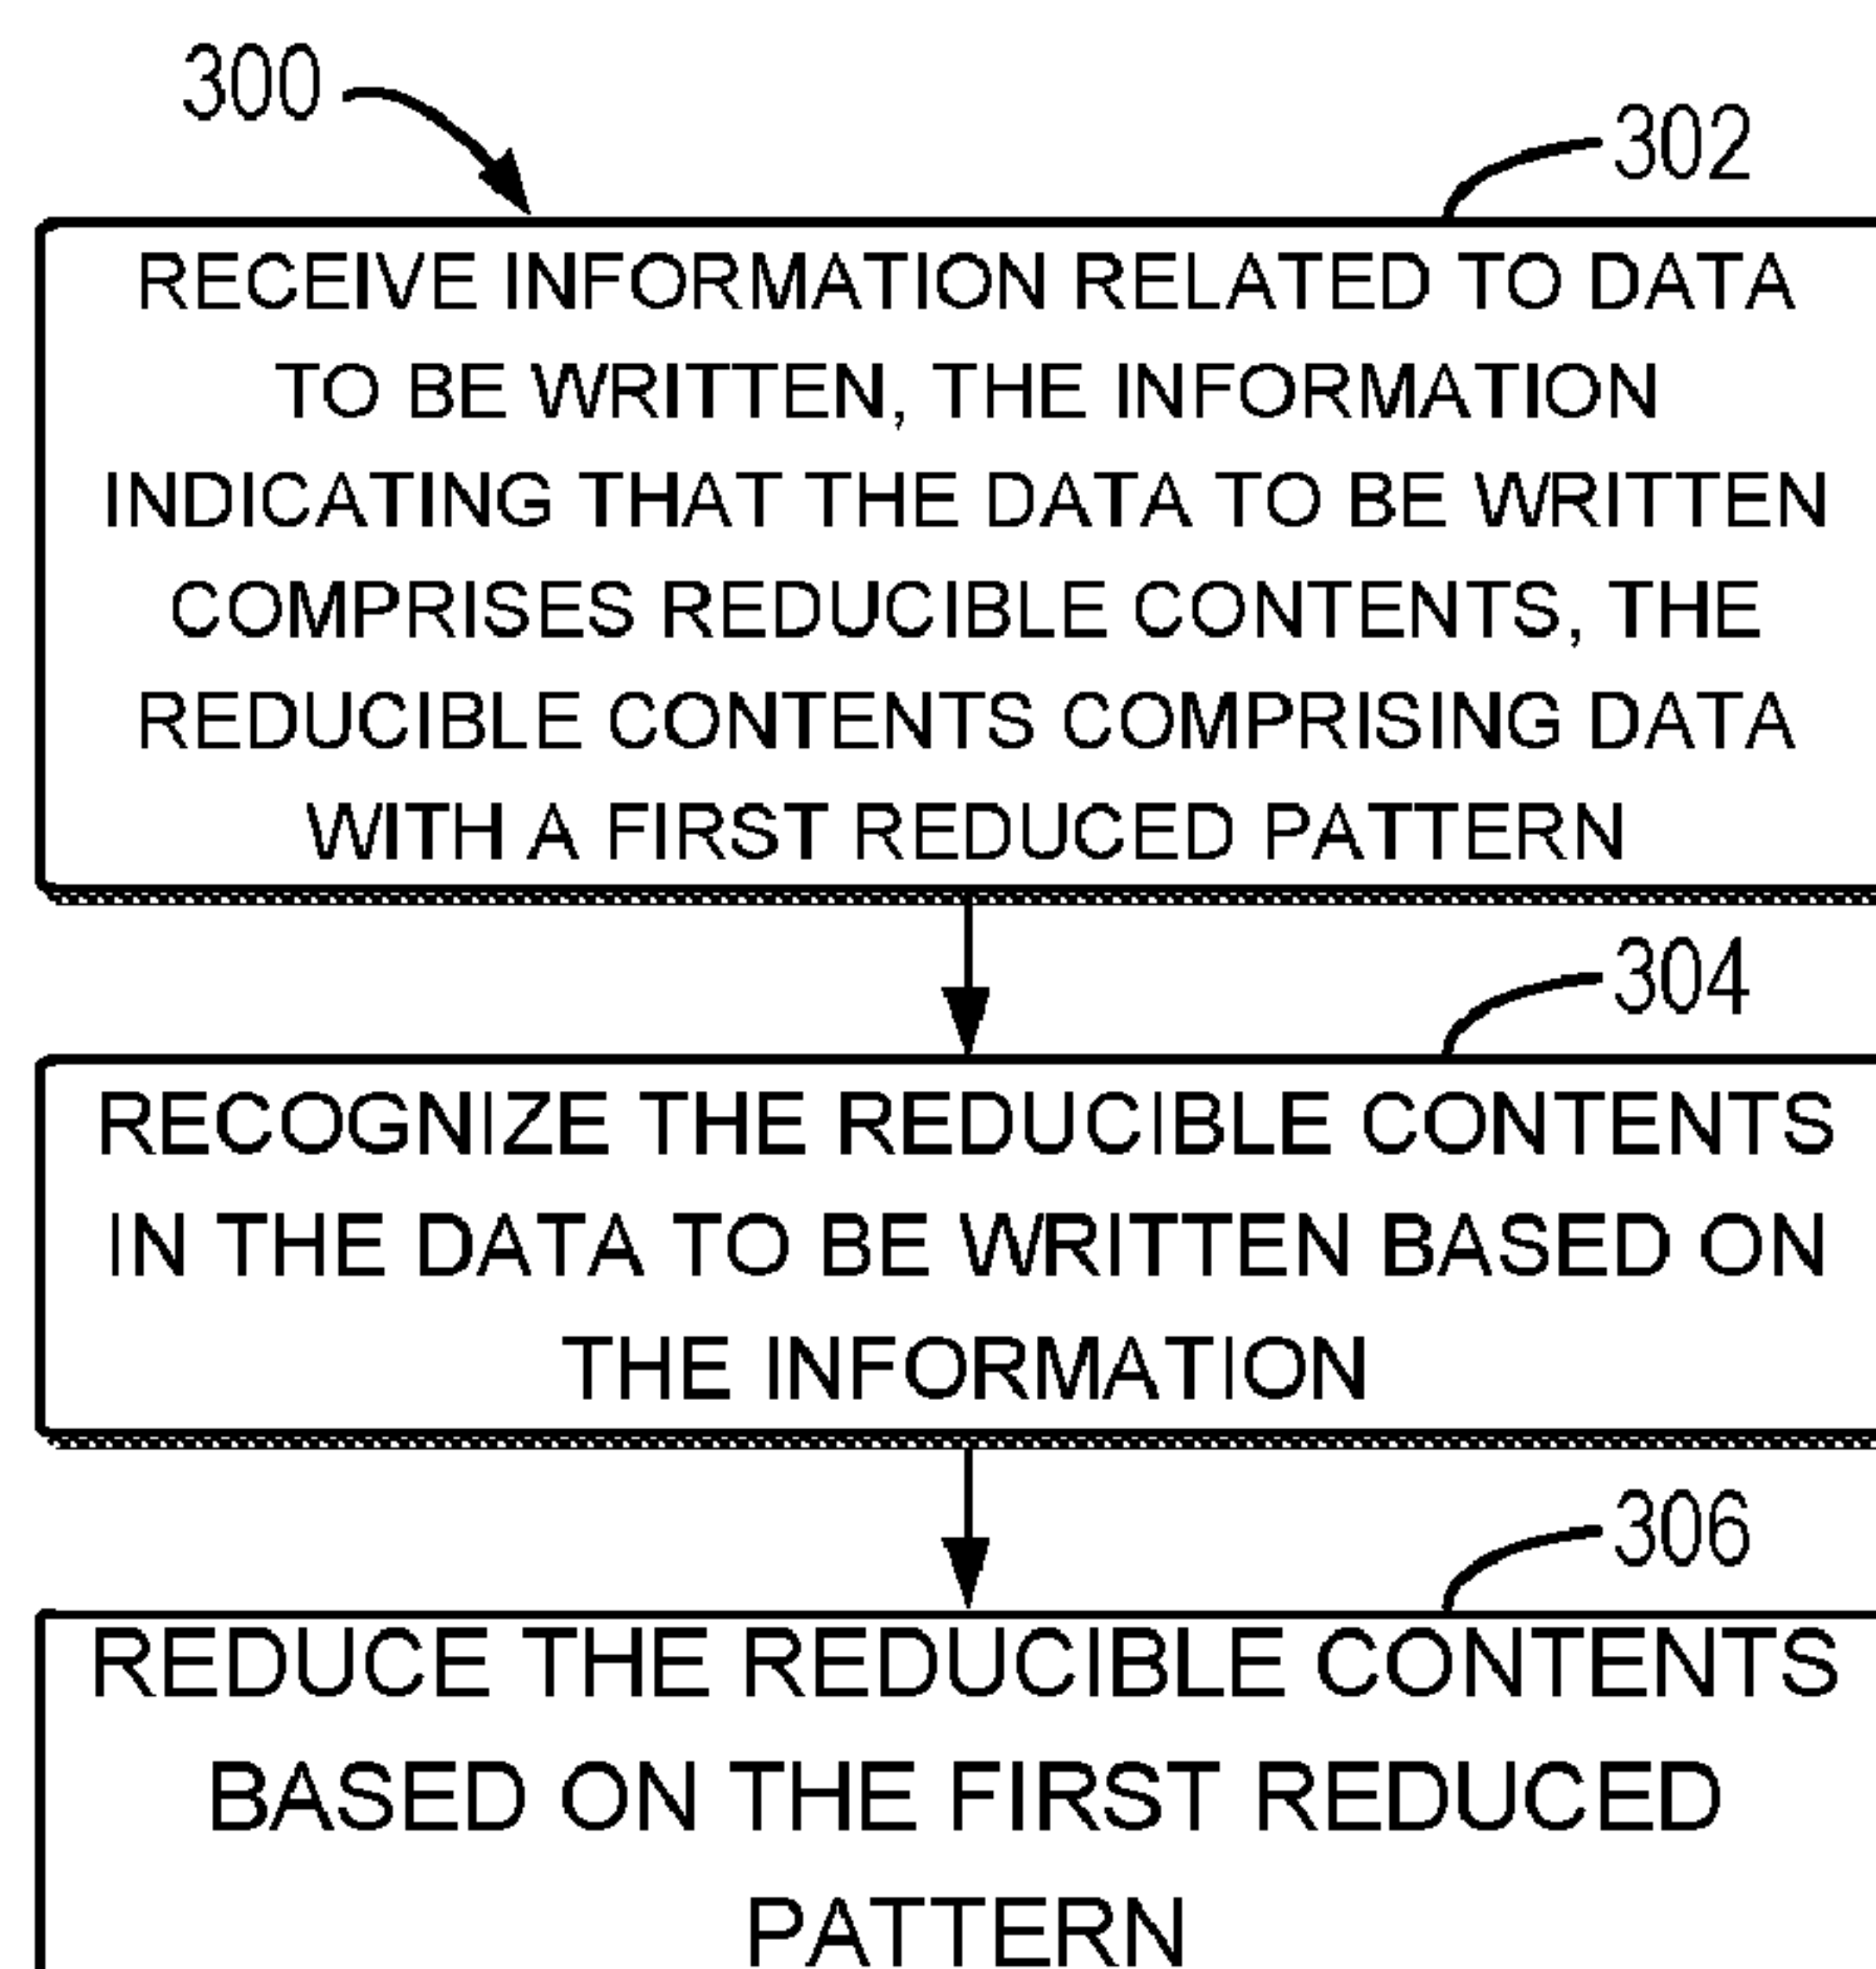 300
302
RECEIVE INFORMATION RELATED TO DATA
TO BE WRITTEN, THE INFORMATION
INDICATING THAT THE DATA TO BE WRITTEN
COMPRISES REDUCIBLE CONTENTS, THE
REDUCIBLE CONTENTS COMPRISING DATA
WITH A FIRST REDUCED PATTERN
304
RECOGNIZE THE REDUCIBLE CONTENTS
IN THE DATA TO BE WRITTEN BASED ON
THE INFORMATION
306
REDUCE THE REDUCIBLE CONTENTS
BASED ON THE FIRST REDUCED
PATTERN